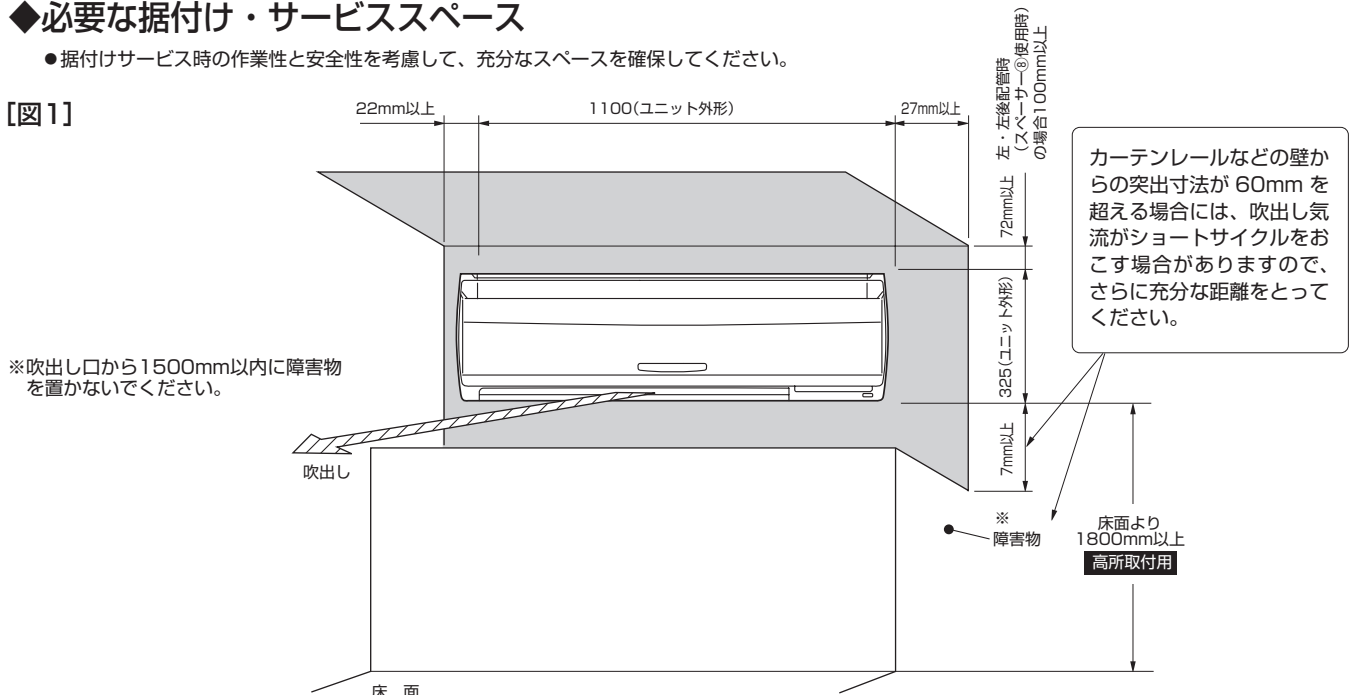 ◆必要な据付け・サービススペース
●据付けサービス時の作業性と安全性を考慮して、充分なスペースを確保してください。
[図1]
22mm以上
1100(ユニット外形)
27mm以上
左・左後配管時
(スペーサー⑧使用時)
の場合100mm以上
72mm以上
325(ユニット外形)
7mm以上
カーテンレールなどの壁か
らの突出寸法が 60mm を
超える場合には、吹出し気
流がショートサイクルをお
こす場合がありますので、
さらに充分な距離をとって
ください。
※吹出し口から1500mm以内に障害物
を置かないでください。
吹出し
※
障害物
床面より
1800mm以上
高所取付用
床 面